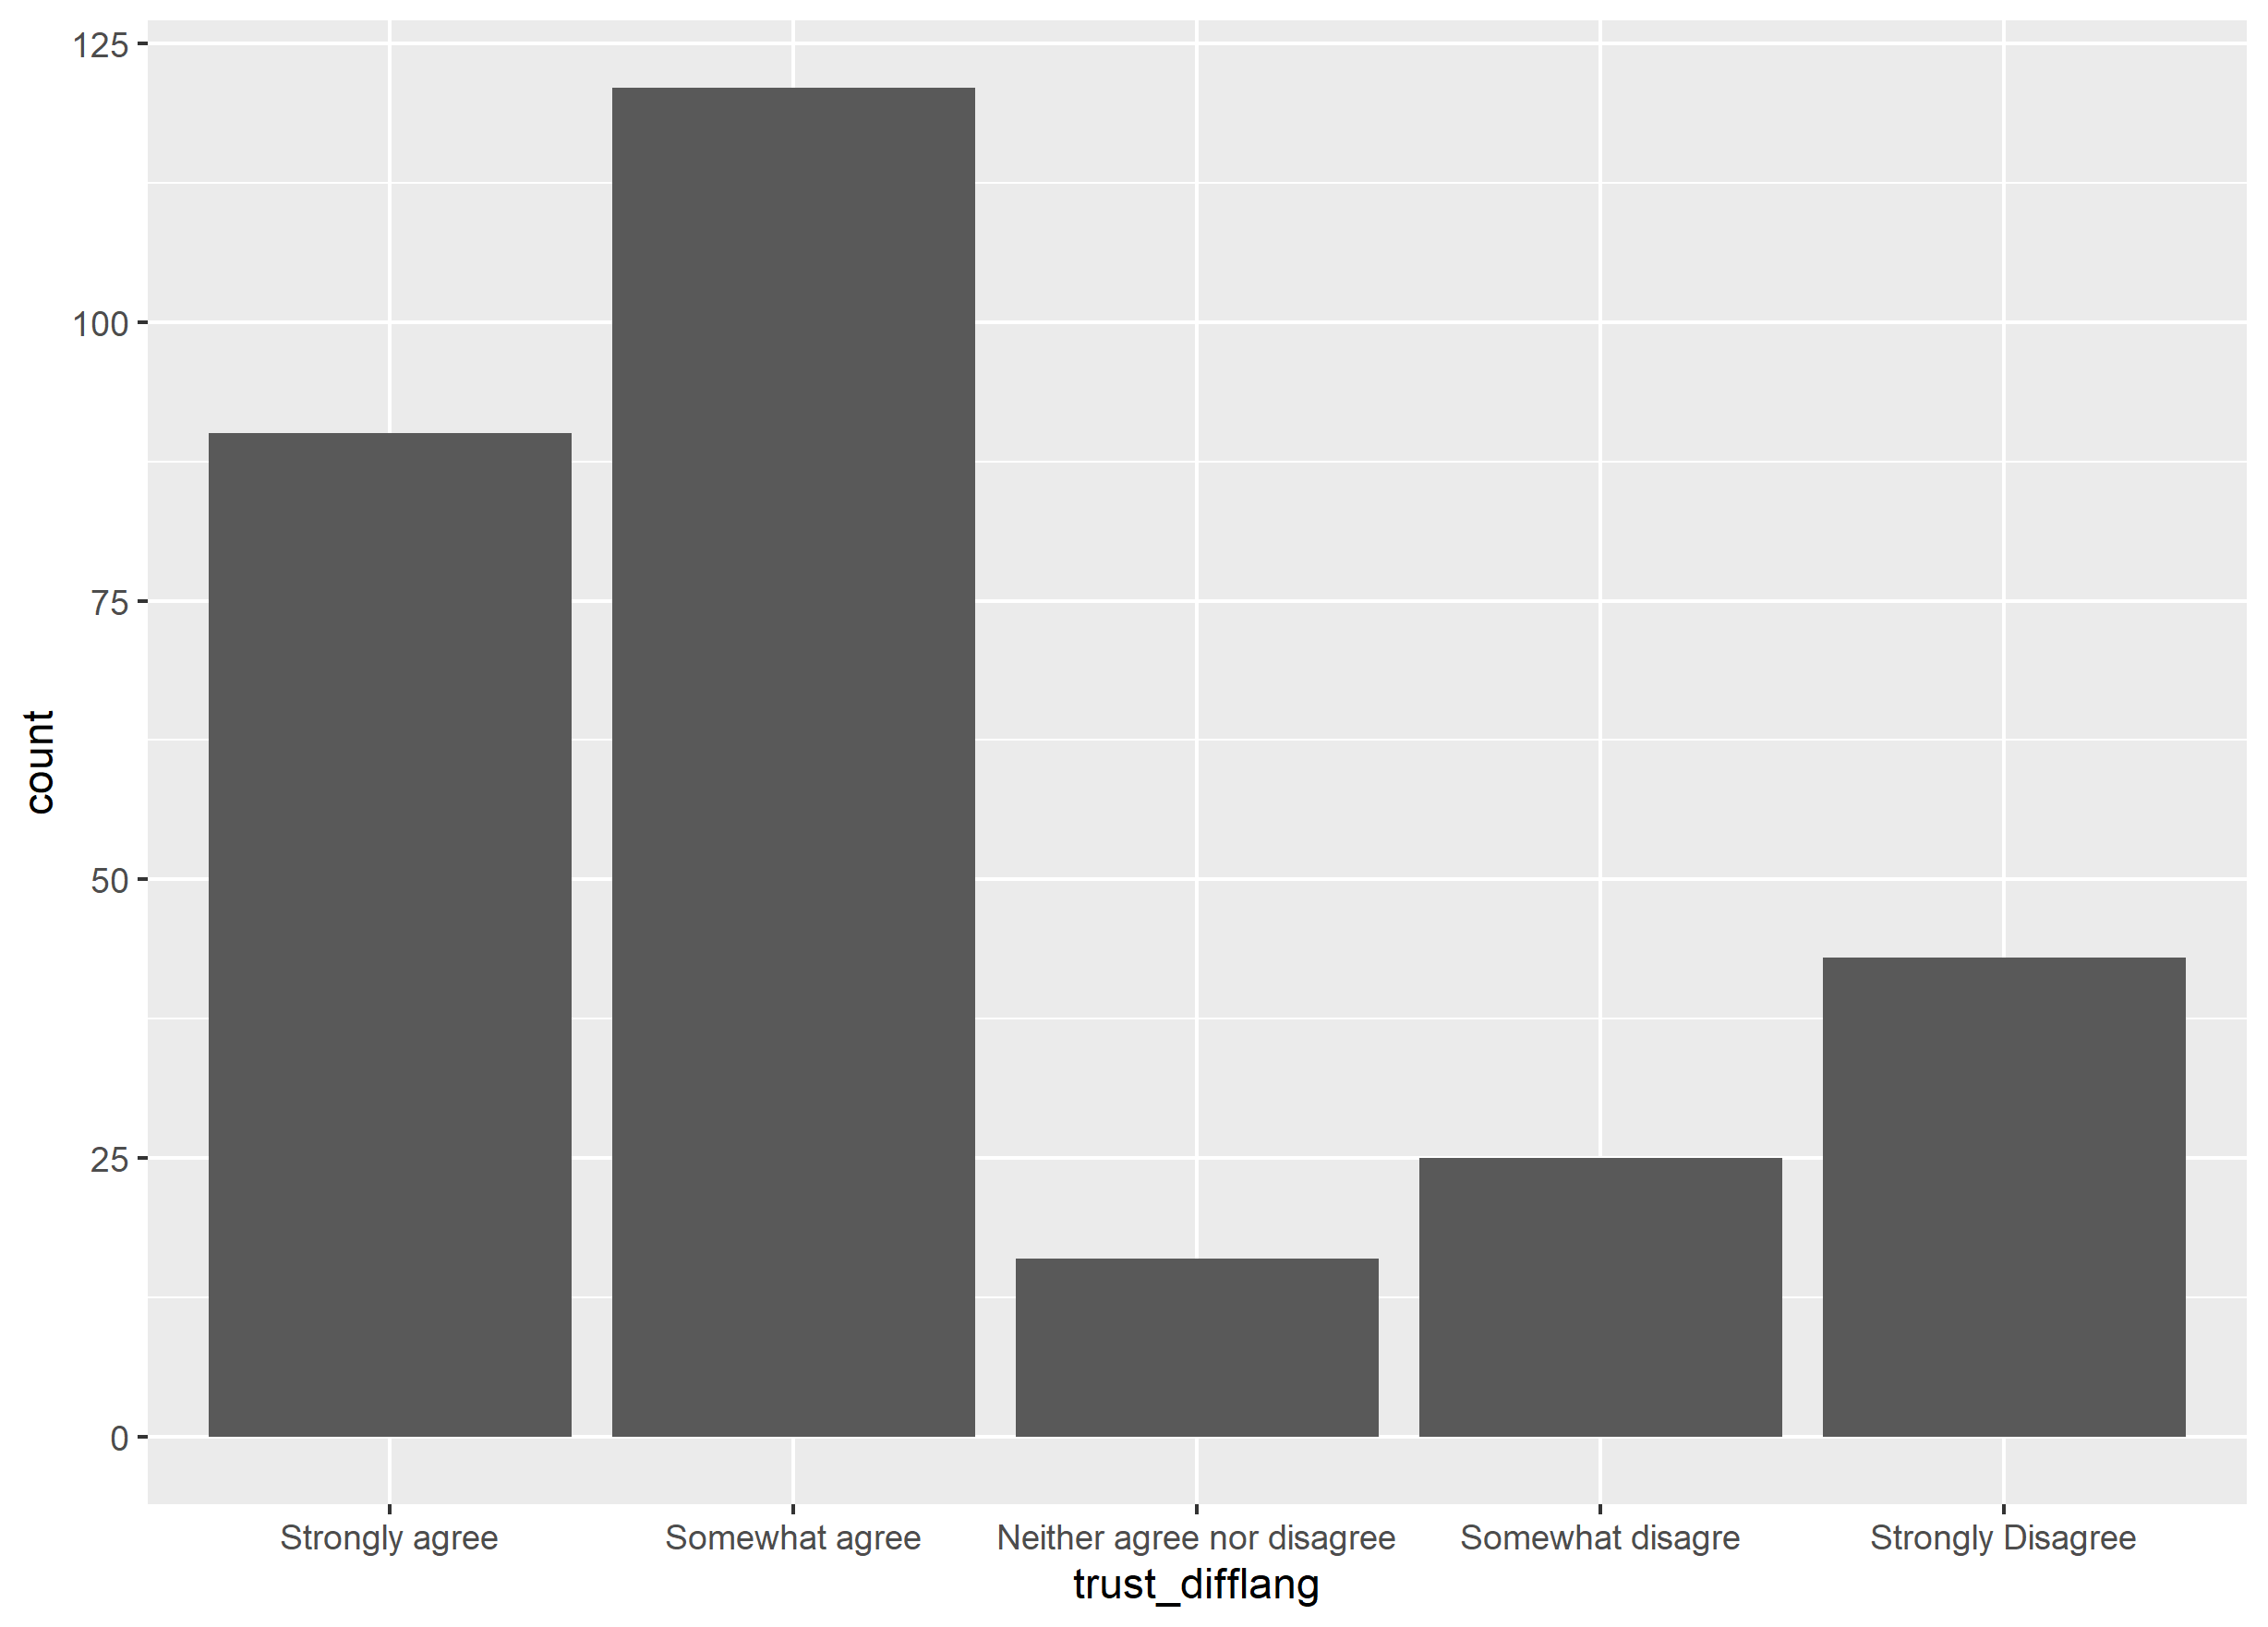 125
100
75
50
25
0
count
Strongly agree
Somewhat agree
Neither agree nor disagree
Somewhat disagre
Strongly Disagree
trust_difflang